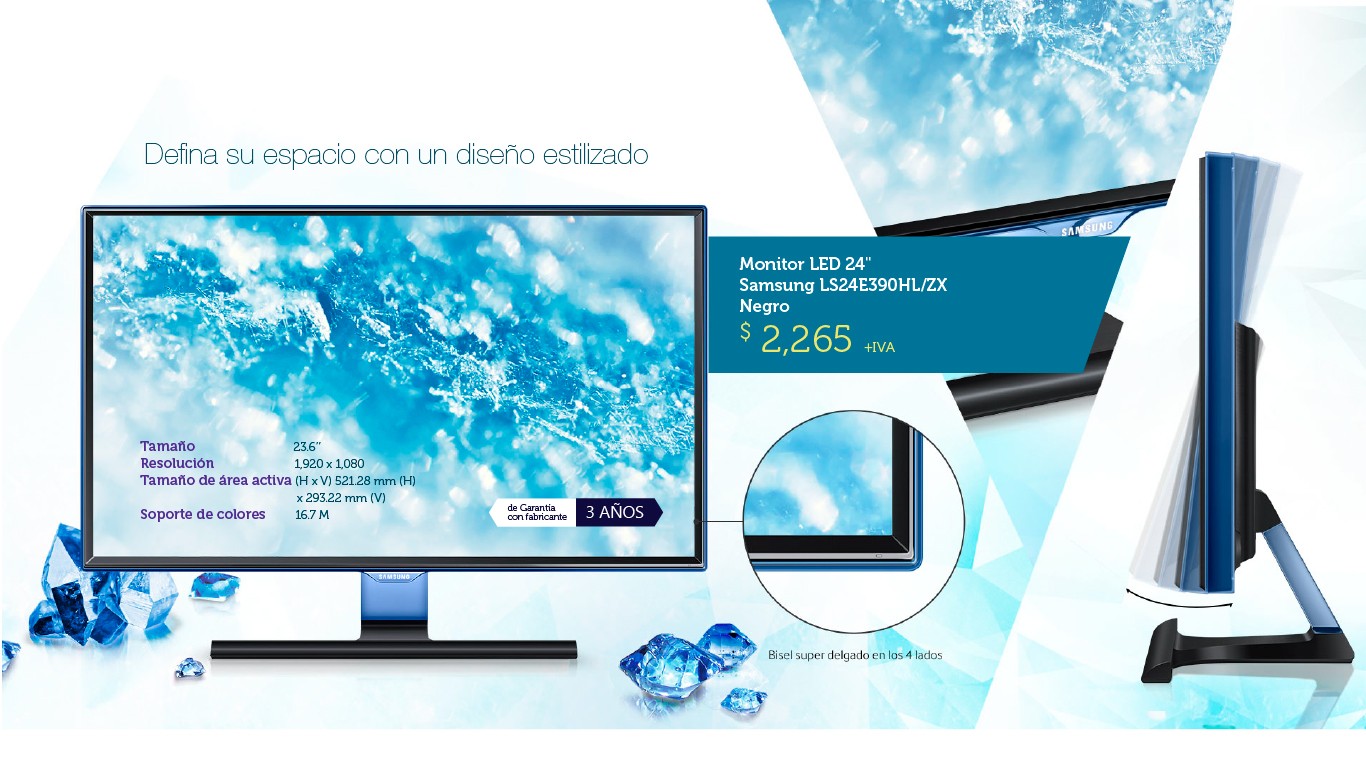 Defina su espacio con un diseño estilizado
SAMSUNG
Monitor LED 24"
Samsung LS24E390HL/ZX
Negro
$ 2,265 +IVA
Tamaño 23.6”
Resolución 1,920 x 1,080
Tamaño de área activa (H x V) 521.28 mm (H)
x 293.22 mm (V)
Soporte de colores 16.7 M
de Garantía
con fabricante
3 AÑOS
SAMSUNG
Bisel super delgado en los 4 lados